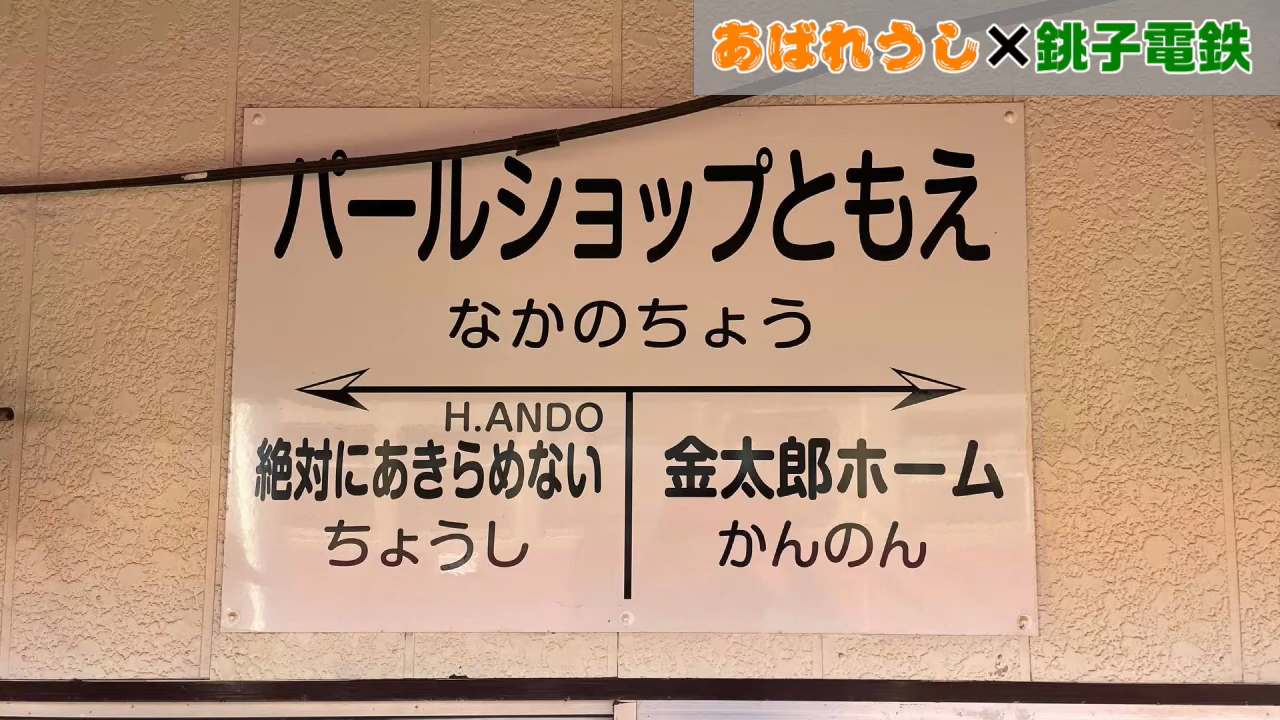 あばれうし×銚子電鉄
パールショップともえ
なかのちょう
H.ANDO
絶対にあきらめない
ちょうし
金太郎ホーム
かんのん